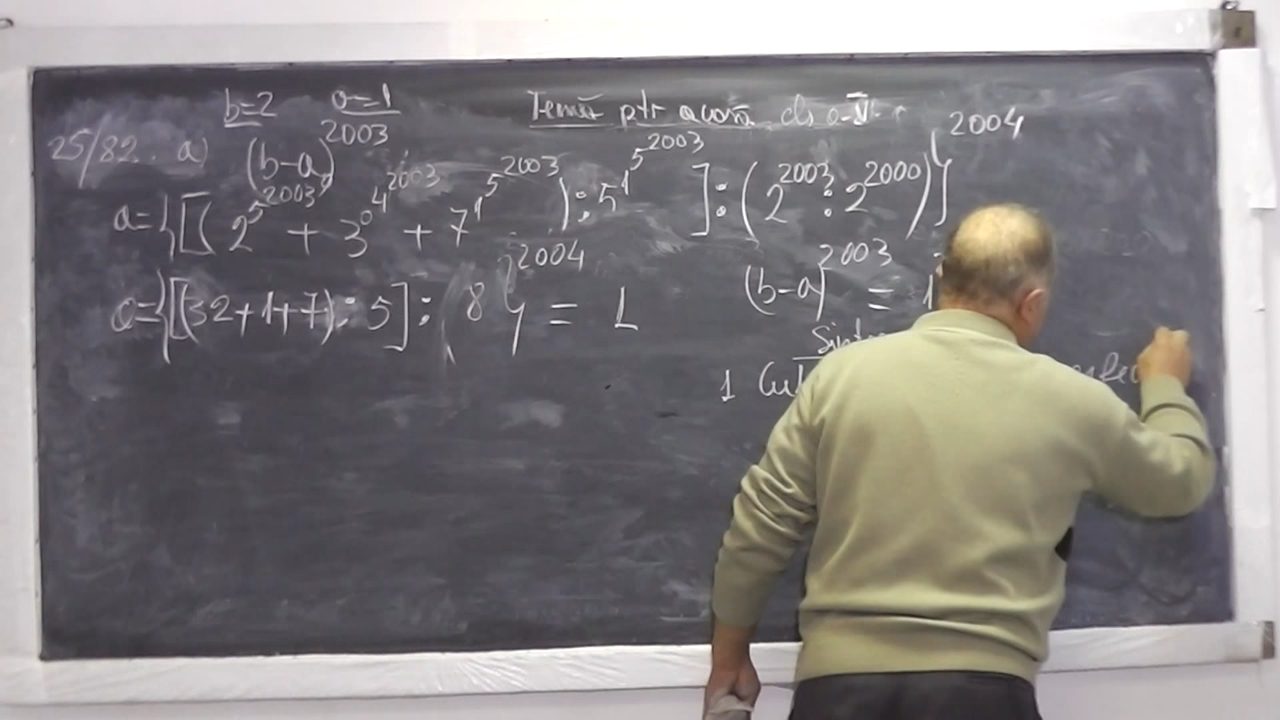 b=2 a=1 Temă ptr acasă cls a-V
25/82. a) (b-a)^2003
a={[(2^5^2003^0 + 3^0^4^2003 + 7^1^5^2003):5^1^5^2003]:(2^2003:2^2000)}^2004
a={[(32+1+7):5]:(8}^2004 = 1
(b-a)^2003 = 1
1